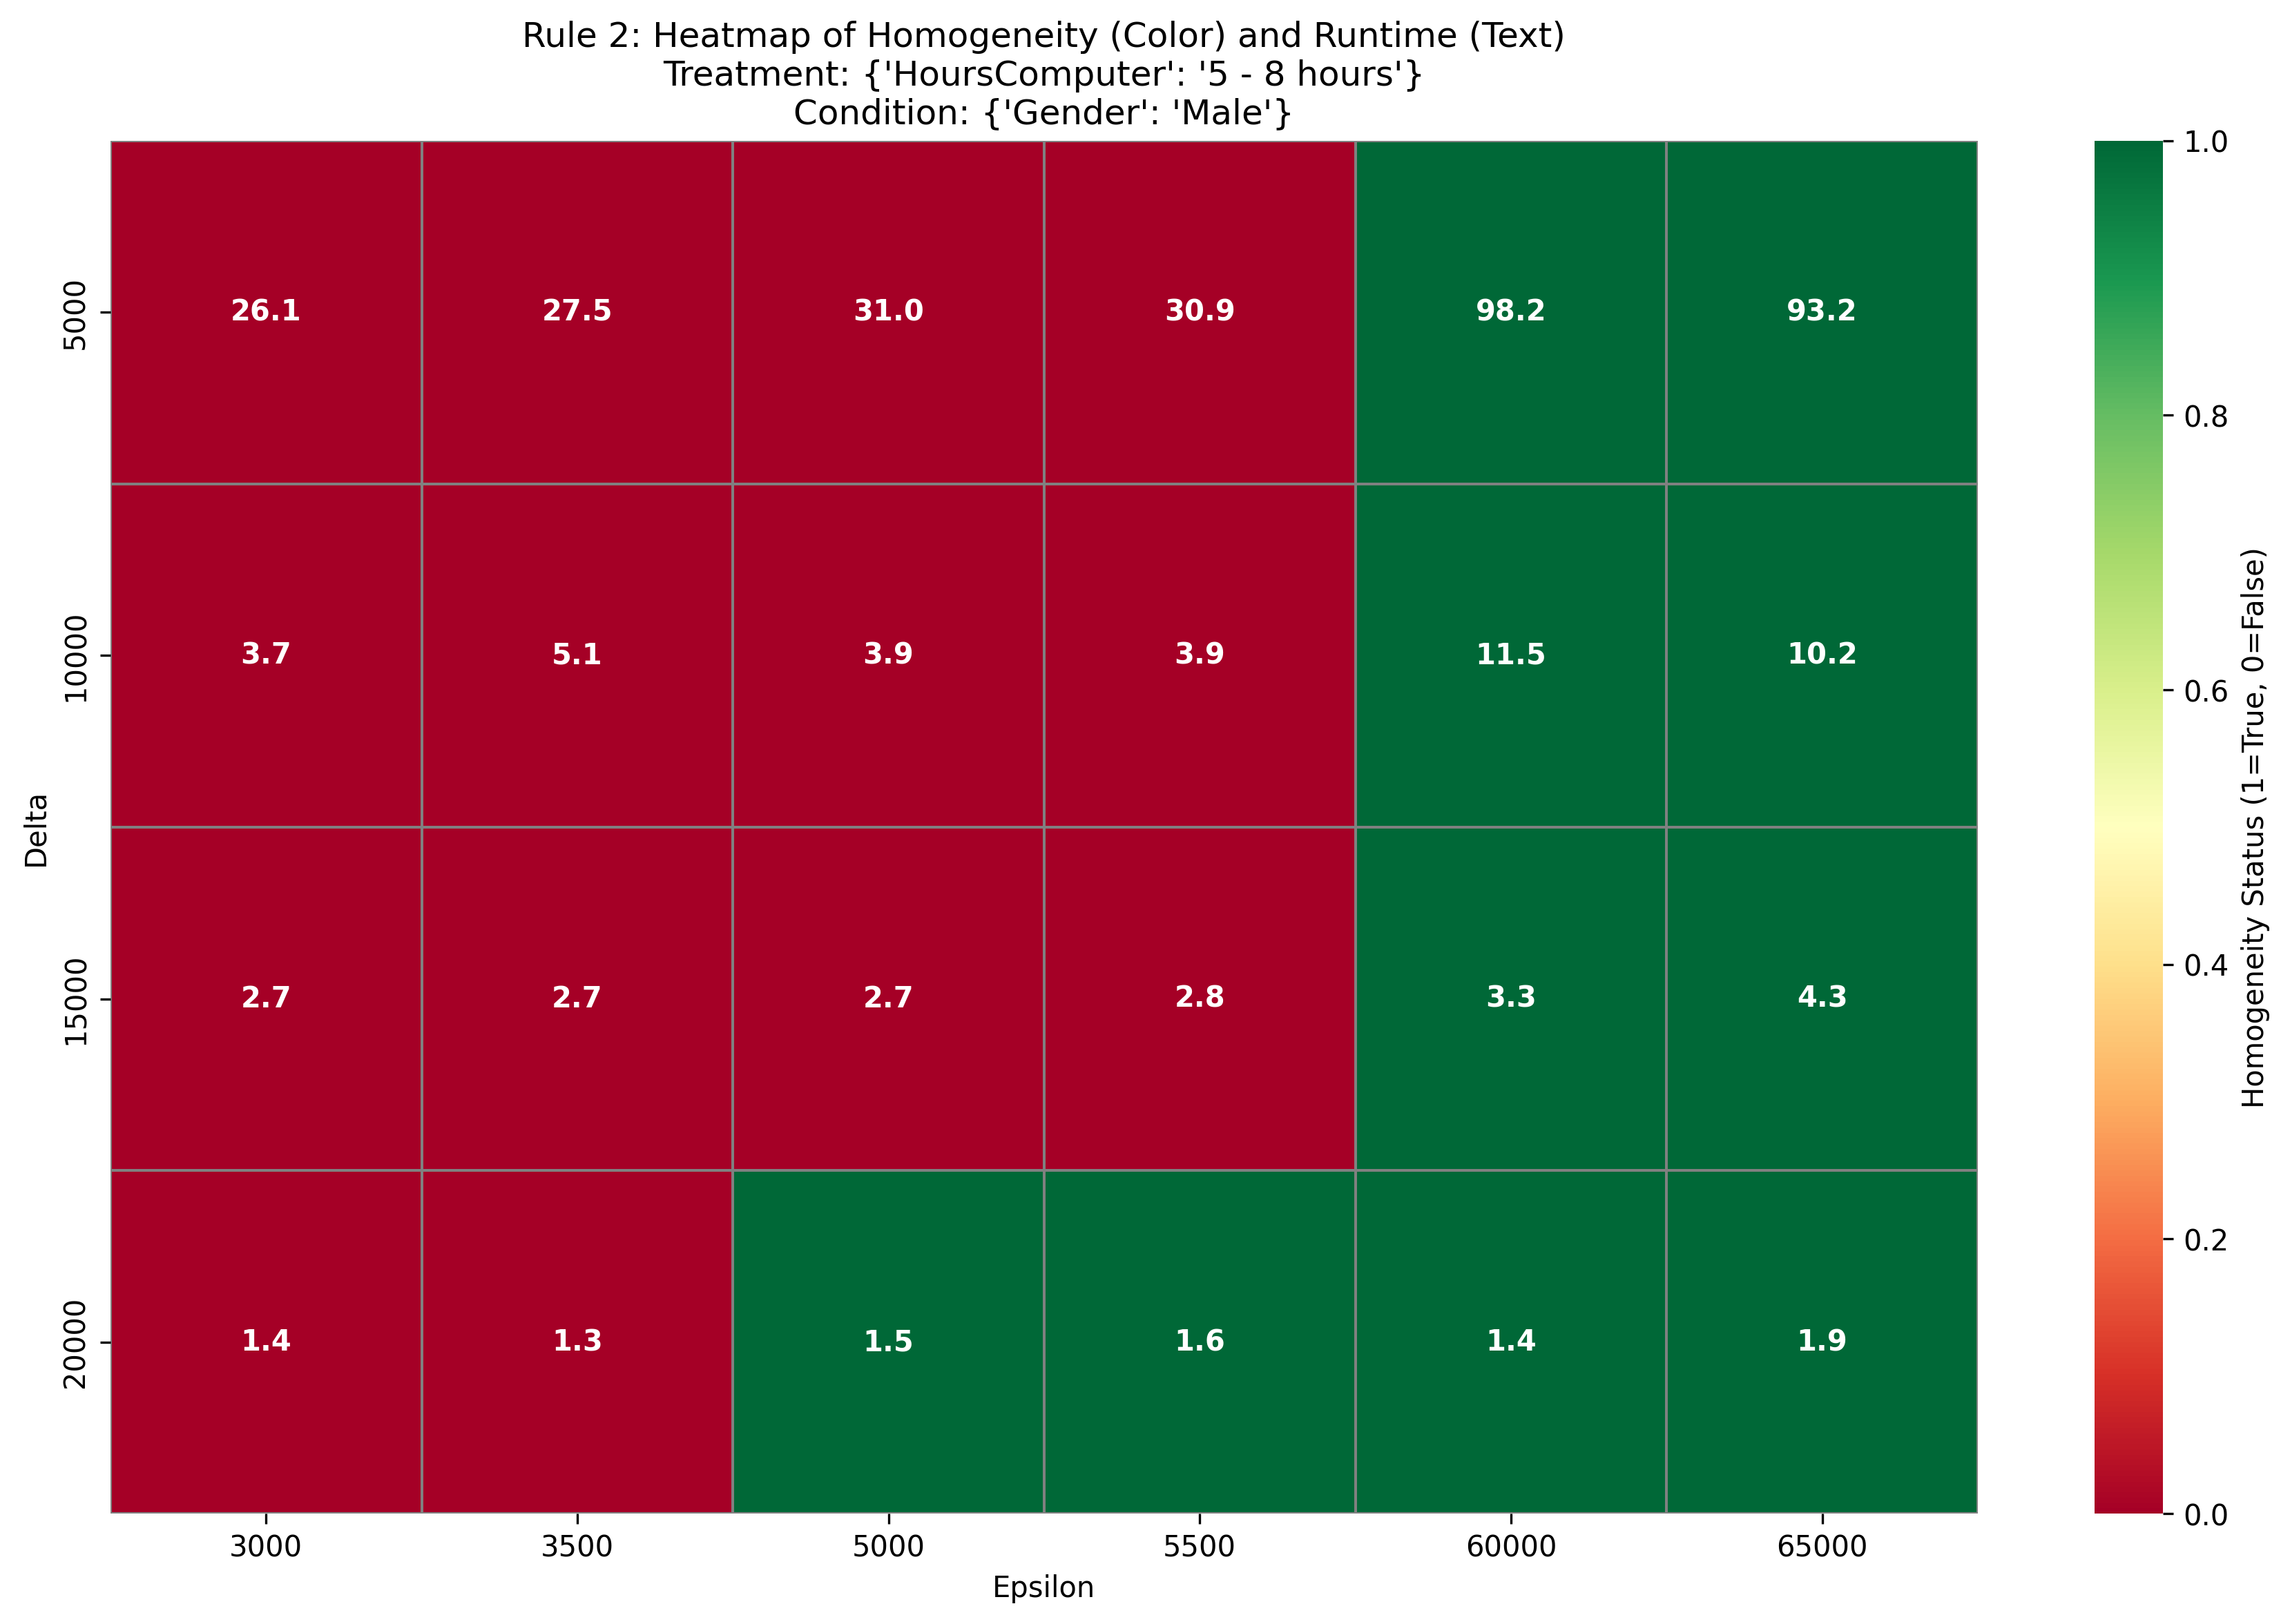 Rule 2: Heatmap of Homogeneity (Color) and Runtime (Text)
Treatment: {'HoursComputer': '5 - 8 hours'}
Condition: {'Gender': 'Male'}
Delta
5000
26.1 27.5 31.0 30.9 98.2 93.2
10000
3.7 5.1 3.9 3.9 11.5 10.2
15000
2.7 2.7 2.7 2.8 3.3 4.3
20000
1.4 1.3 1.5 1.6 1.4 1.9
3000 3500 5000 5500 60000 65000
Epsilon
1.0
0.8
0.6
0.4
0.2
0.0
Homogeneity Status (1=True, 0=False)